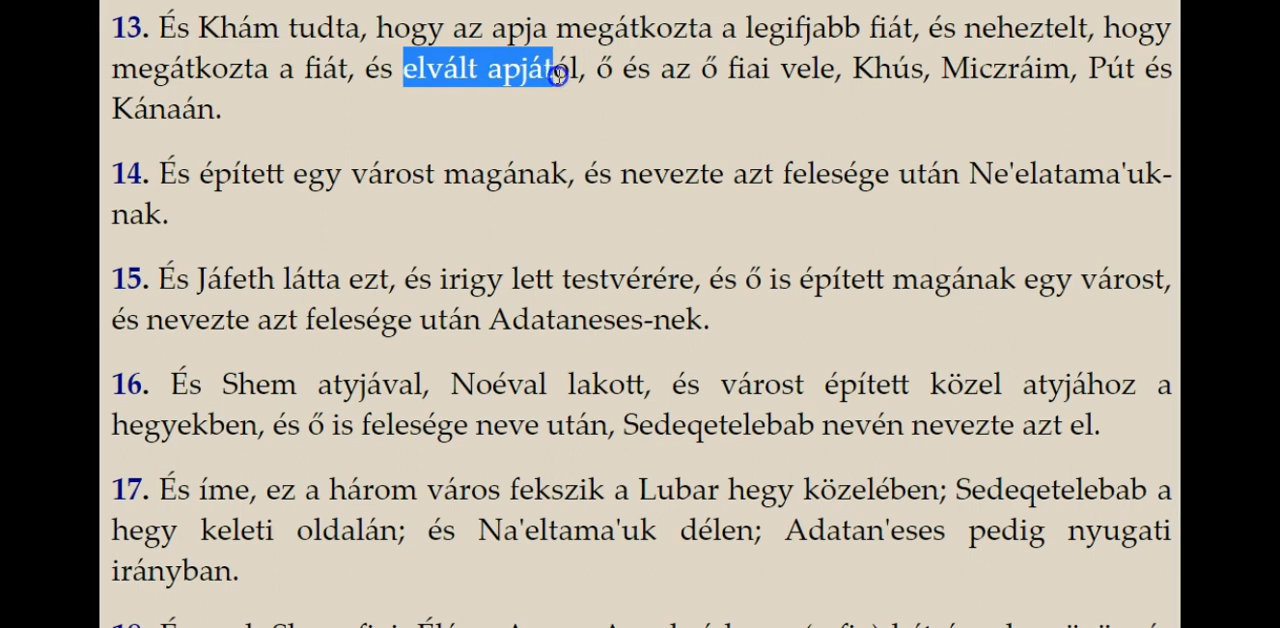 13. És Khám tudta, hogy az apja megátkozta a legifjabb fiát, és neheztelt, hogy
megátkozta a fiát, és elvált apjától, ő és az ő fiai vele, Khús, Miczráim, Pút és
Kánaán.
14. És épített egy várost magának, és nevezte azt felesége után Ne'elatama'uk-
nak.
15. És Jáfeth látta ezt, és irigy lett testvérére, és ő is épített magának egy várost,
és nevezte azt felesége után Adataneses-nek.
16. És Shem atyjával, Noéval lakott, és várost épített közel atyjához a
hegyekben, és ő is felesége neve után, Sedeqetelebab nevén nevezte azt el.
17. És íme, ez a három város fekszik a Lubar hegy közelében; Sedeqetelebab a
hegy keleti oldalán; és Na'eltama'uk délen; Adatan'eses pedig nyugati
irányban.